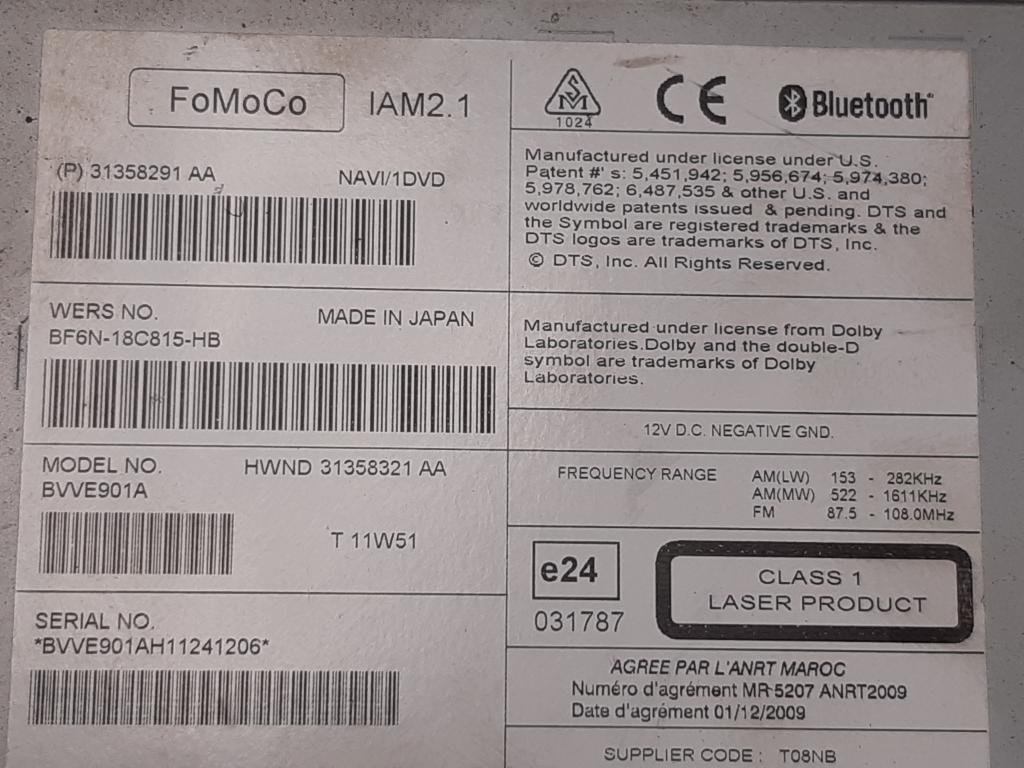 FoMoCo IAM2.1
(P) 31358291 AA NAVI/1DVD
WERS NO. MADE IN JAPAN
BF6N-18C815-HB
MODEL NO. HWND 31358321 AA
BVVE901A
T 11W51
SERIAL NO.
*BVVE901AH11241206*
SM
1024
CE
Bluetooth
Manufactured under license under U.S.
Patent #' s: 5,451,942; 5,956,674; 5,974,380;
5,978,762; 6,487,535 & other U.S. and
worldwide patents issued & pending. DTS and
the Symbol are registered trademarks & the
DTS logos are trademarks of DTS, Inc.
© DTS, Inc. All Rights Reserved.
Manufactured under license from Dolby
Laboratories.Dolby and the double-D
symbol are trademarks of Dolby
Laboratories.
12V D.C. NEGATIVE GND.
FREQUENCY RANGE AM(LW) 153 - 282KHz
AM(MW) 522 - 1611KHz
FM 87.5 - 108.0MHz
e24
031787
CLASS 1
LASER PRODUCT
AGREE PAR L'ANRT MAROC
Numéro d'agrément MR 5207 ANRT2009
Date d'agrément 01/12/2009
SUPPLIER CODE : T08NB